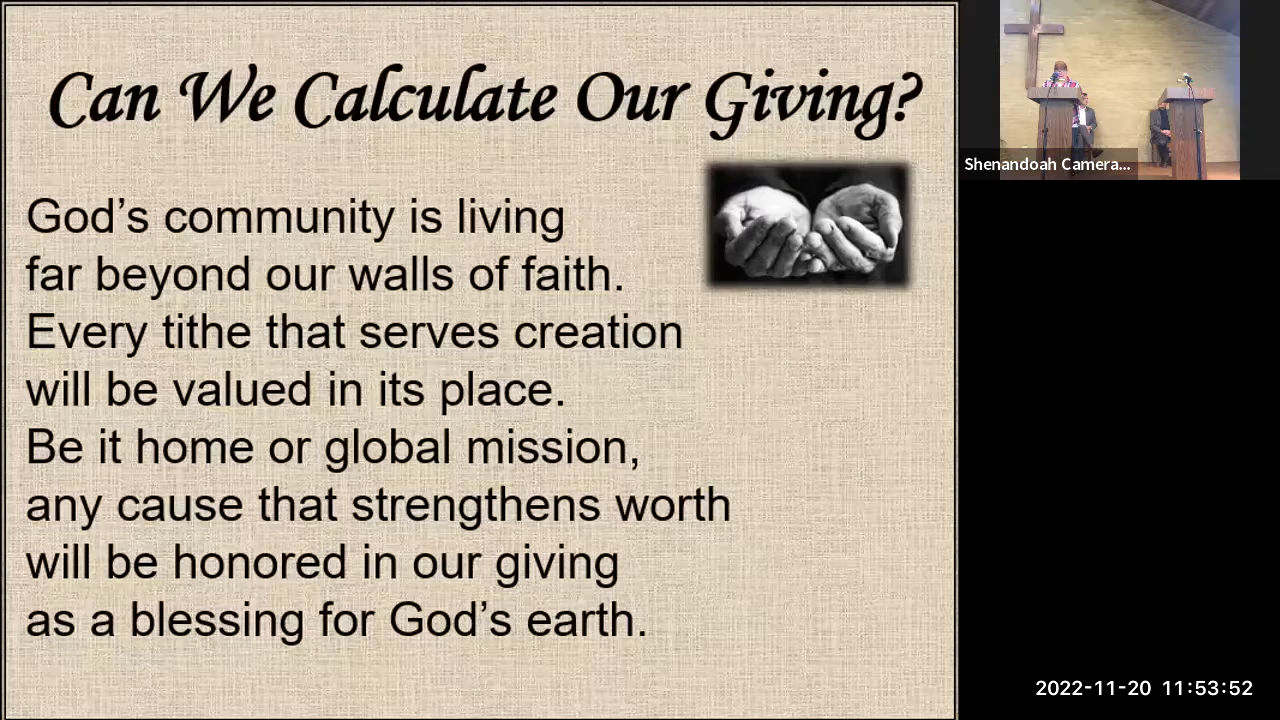 Can We Calculate Our Giving?
God's community is living
far beyond our walls of faith.
Every tithe that serves creation
will be valued in its place.
Be it home or global mission,
any cause that strengthens worth
will be honored in our giving
as a blessing for God's earth.
Shenandoah Camera...
2022-11-20 11:53:52